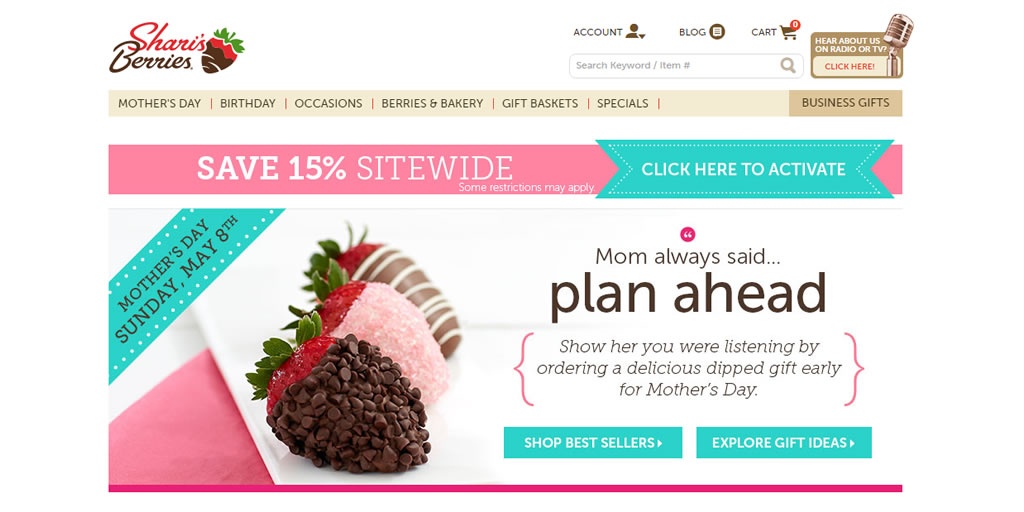 Shari's
Berries
ACCOUNT
BLOG
CART
0
HEAR ABOUT US
ON RADIO OR TV?
CLICK HERE!
Search Keyword / Item #
MOTHER'S DAY | BIRTHDAY | OCCASIONS | BERRIES & BAKERY | GIFT BASKETS | SPECIALS |
BUSINESS GIFTS
SAVE 15% SITEWIDE
Some restrictions may apply.
CLICK HERE TO ACTIVATE
MOTHER'S DAY
SUNDAY, MAY 8TH
“
Mom always said...
plan ahead
{ Show her you were listening by
ordering a delicious dipped gift early
for Mother's Day. }
SHOP BEST SELLERS
EXPLORE GIFT IDEAS